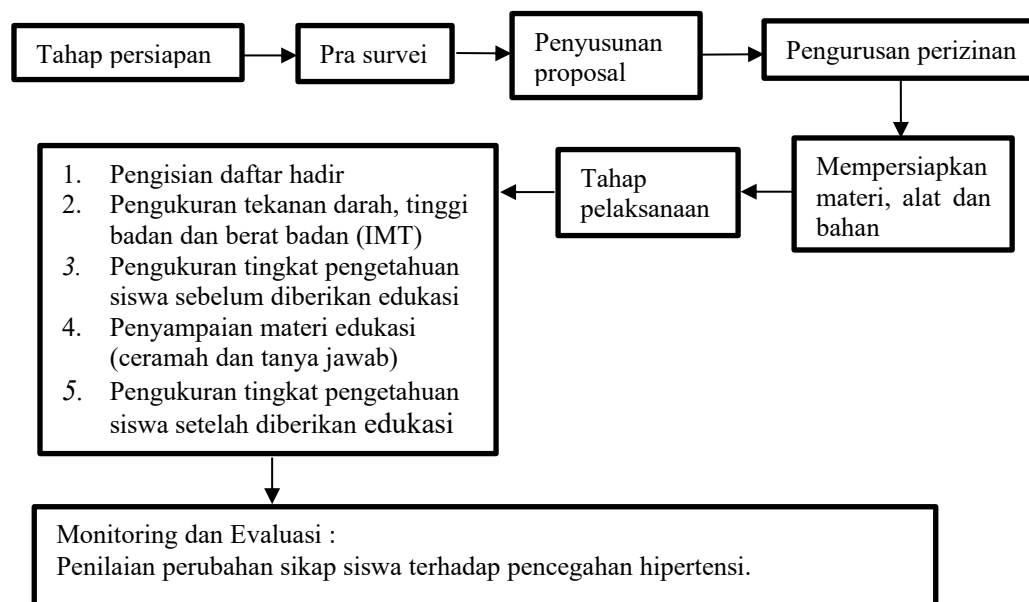 Tahap persiapan
Pra survei
Penyusunan
proposal
Pengurusan perizinan
Mempersiapkan
materi, alat dan
bahan
Tahap
pelaksanaan
1. Pengisian daftar hadir
2. Pengukuran tekanan darah, tinggi
badan dan berat badan (IMT)
3. Pengukuran tingkat pengetahuan
siswa sebelum diberikan edukasi
4. Penyampaian materi edukasi
(ceramah dan tanya jawab)
5. Pengukuran tingkat pengetahuan
siswa setelah diberikan edukasi
Monitoring dan Evaluasi :
Penilaian perubahan sikap siswa terhadap pencegahan hipertensi.